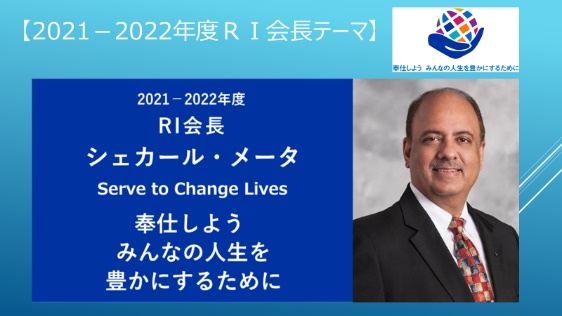 【2021－2022年度ＲＩ会長テーマ】
奉仕しよう みんなの人生を豊かにするために
2021－2022年度
RI会長
シェカール・メータ
Serve to Change Lives
奉仕しよう
みんなの人生を
豊かにするために